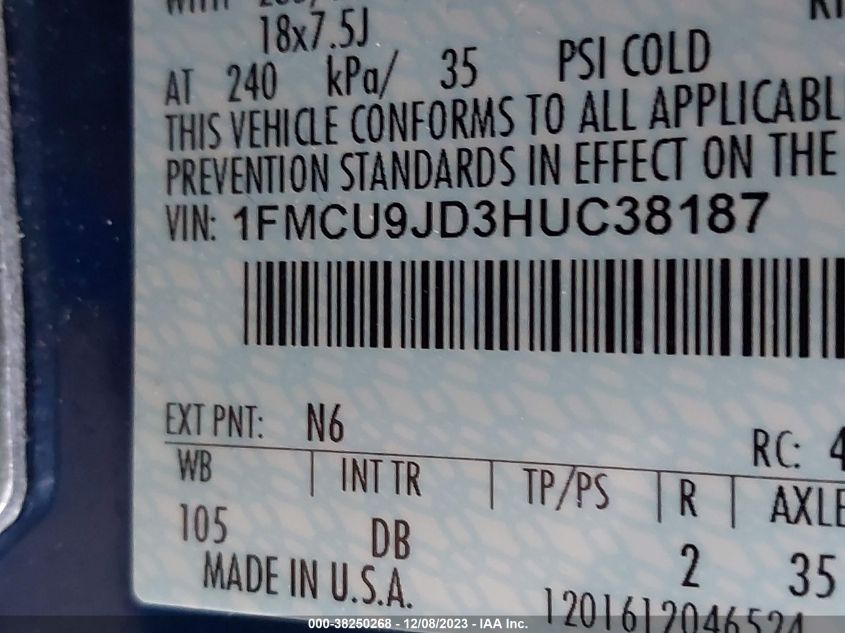 18x7.5J
AT 240 kPa/ 35 PSI COLD
THIS VEHICLE CONFORMS TO ALL APPLICABL
PREVENTION STANDARDS IN EFFECT ON THE
VIN: 1FMCU9JD3HUC38187
EXT PNT: N6 RC: 4
WB INT TR TP/PS R AXLE
105 DB 2 35
MADE IN U.S.A.
1201612046524
000-38250268 - 12/08/2023 - IAA Inc.